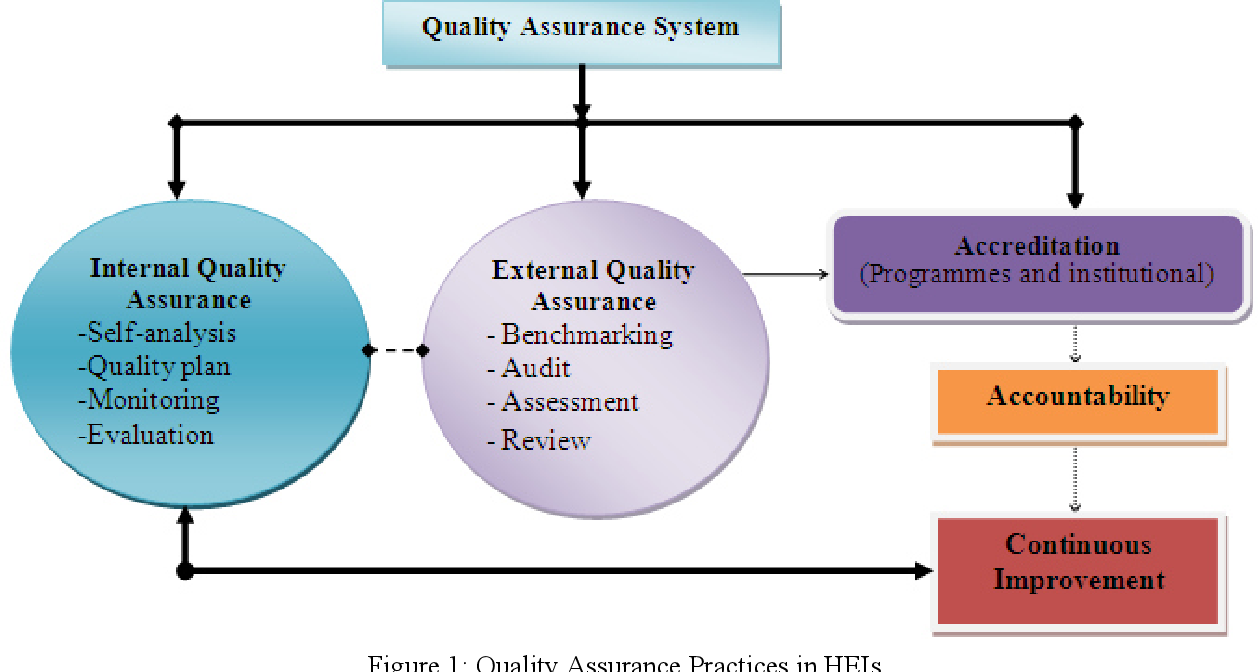 Quality Assurance System
Internal Quality
Assurance
-Self-analysis
-Quality plan
-Monitoring
-Evaluation
External Quality
Assurance
- Benchmarking
- Audit
- Assessment
- Review
Accreditation
(Programmes and institutional)
Accountability
Continuous
Improvement
Figure 1: Quality Assurance Practices in HEIs